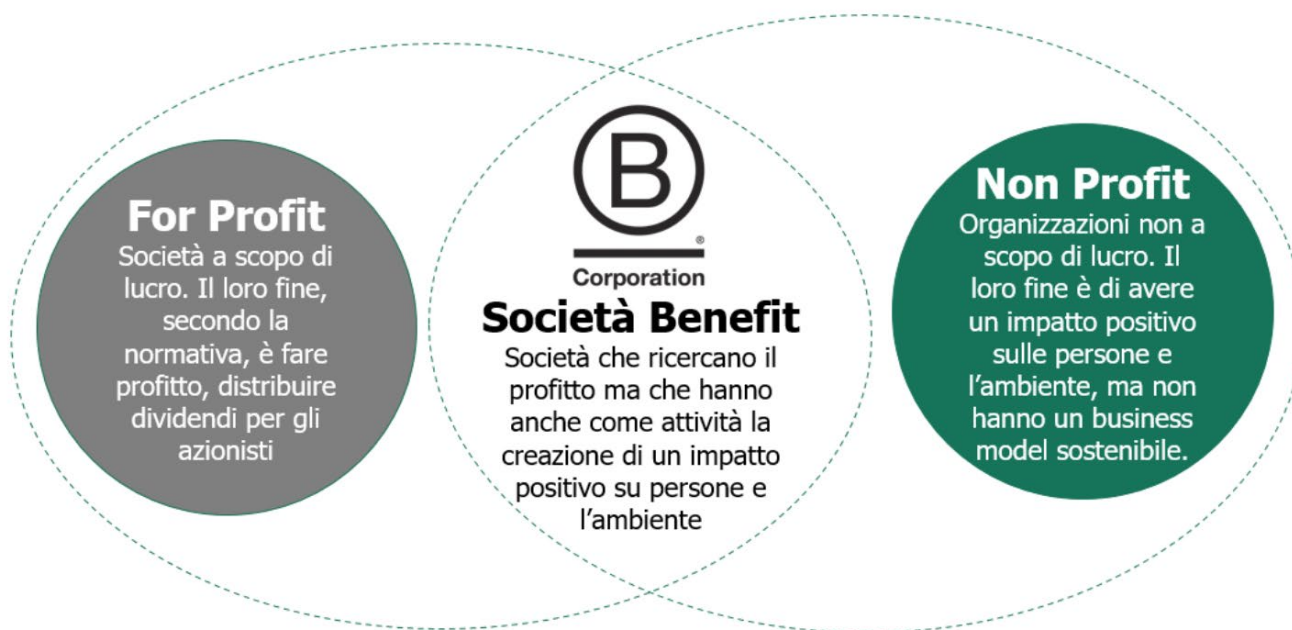 For Profit
Società a scopo di
lucro. Il loro fine,
secondo la
normativa, è fare
profitto, distribuire
dividendi per gli
azionisti
B
®
Corporation
Società Benefit
Società che ricercano il
profitto ma che hanno
anche come attività la
creazione di un impatto
positivo su persone e
l’ambiente
Non Profit
Organizzazioni non a
scopo di lucro. Il
loro fine è di avere
un impatto positivo
sulle persone e
l’ambiente, ma non
hanno un business
model sostenibile.